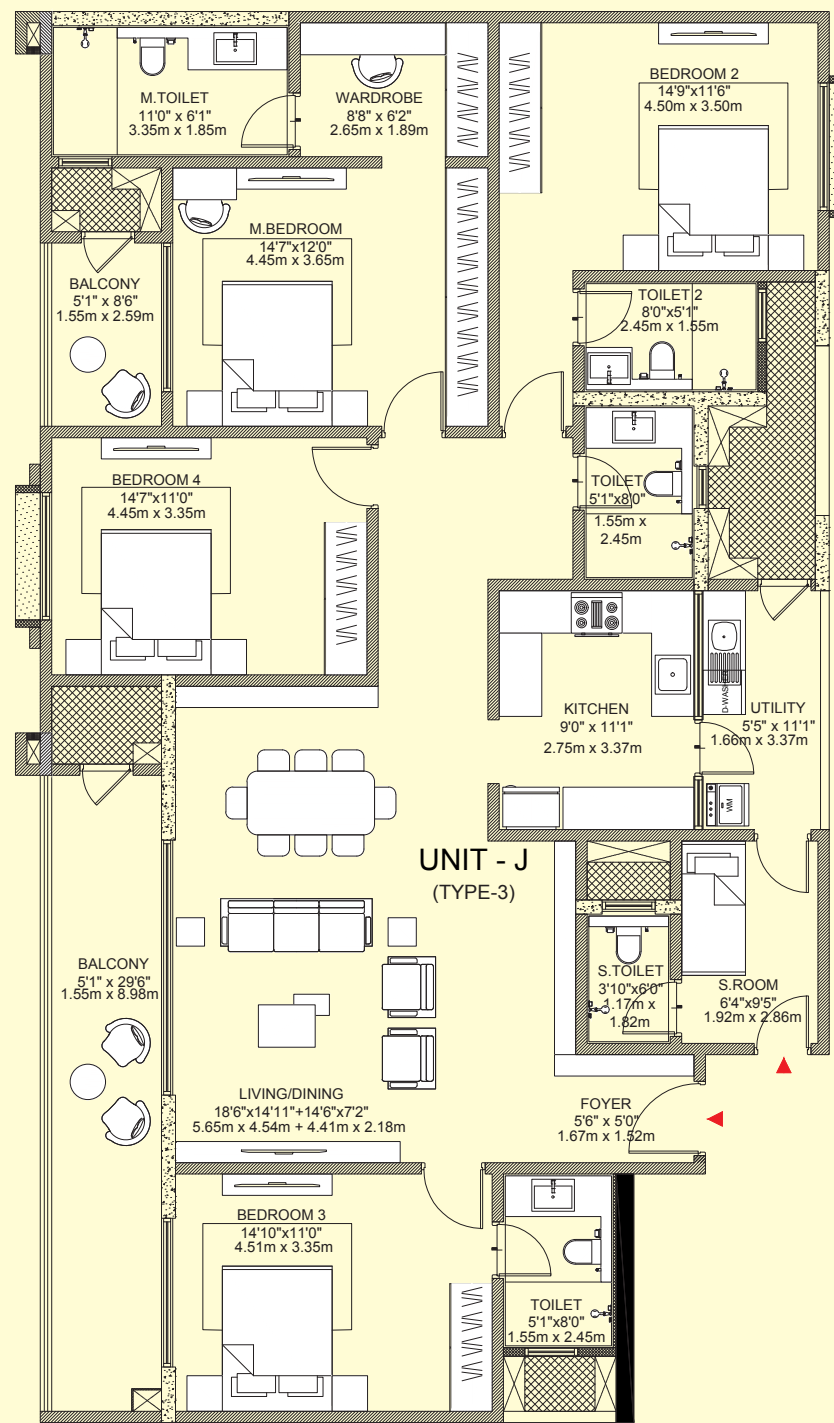 M.TOILET
11'0" x 6'1"
3.35m x 1.85m
WARDROBE
8'8" x 6'2"
2.65m x 1.89m
BEDROOM 2
14'9"x11'6"
4.50m x 3.50m
M.BEDROOM
14'7"x12'0"
4.45m x 3.65m
BALCONY
5'1" x 8'6"
1.55m x 2.59m
TOILET 2
8'0"x5'1"
2.45m x 1.55m
BEDROOM 4
14'7"x11'0"
4.45m x 3.35m
TOILET
5'1"x8'0"
1.55m x
2.45m
KITCHEN
9'0" x 11'1"
2.75m x 3.37m
D-WASHER
UTILITY
5'5" x 11'1"
1.66m x 3.37m
WM
UNIT - J
(TYPE-3)
BALCONY
5'1" x 29'6"
1.55m x 8.98m
S.TOILET
3'10"x6'0"
1.17m x
1.82m
S.ROOM
6'4"x9'5"
1.92m x 2.86m
LIVING/DINING
18'6"x14'11"+14'6"x7'2"
5.65m x 4.54m + 4.41m x 2.18m
FOYER
5'6" x 5'0"
1.67m x 1.52m
BEDROOM 3
14'10"x11'0"
4.51m x 3.35m
TOILET
5'1"x8'0"
1.55m x 2.45m